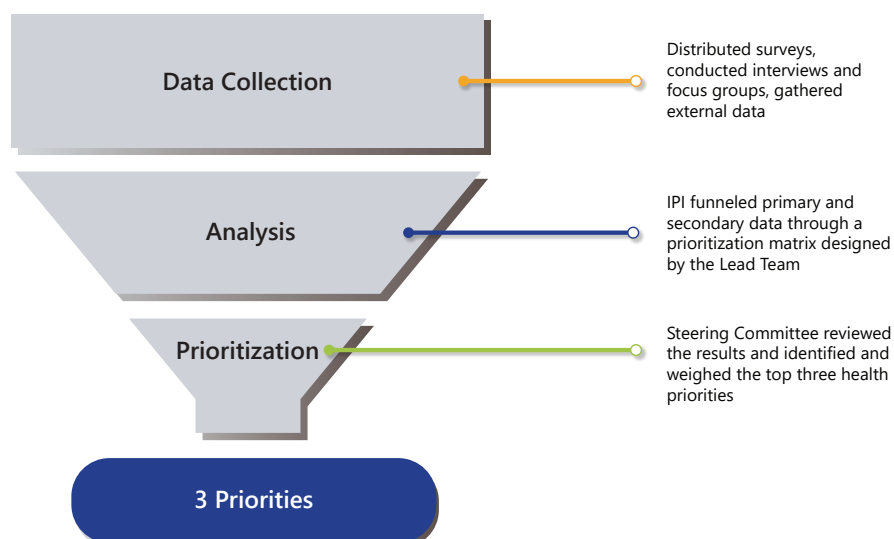 Data Collection
Distributed surveys,
conducted interviews and
focus groups, gathered
external data
Analysis
IPI funneled primary and
secondary data through a
prioritization matrix designed
by the Lead Team
Prioritization
Steering Committee reviewed
the results and identified and
weighed the top three health
priorities
3 Priorities